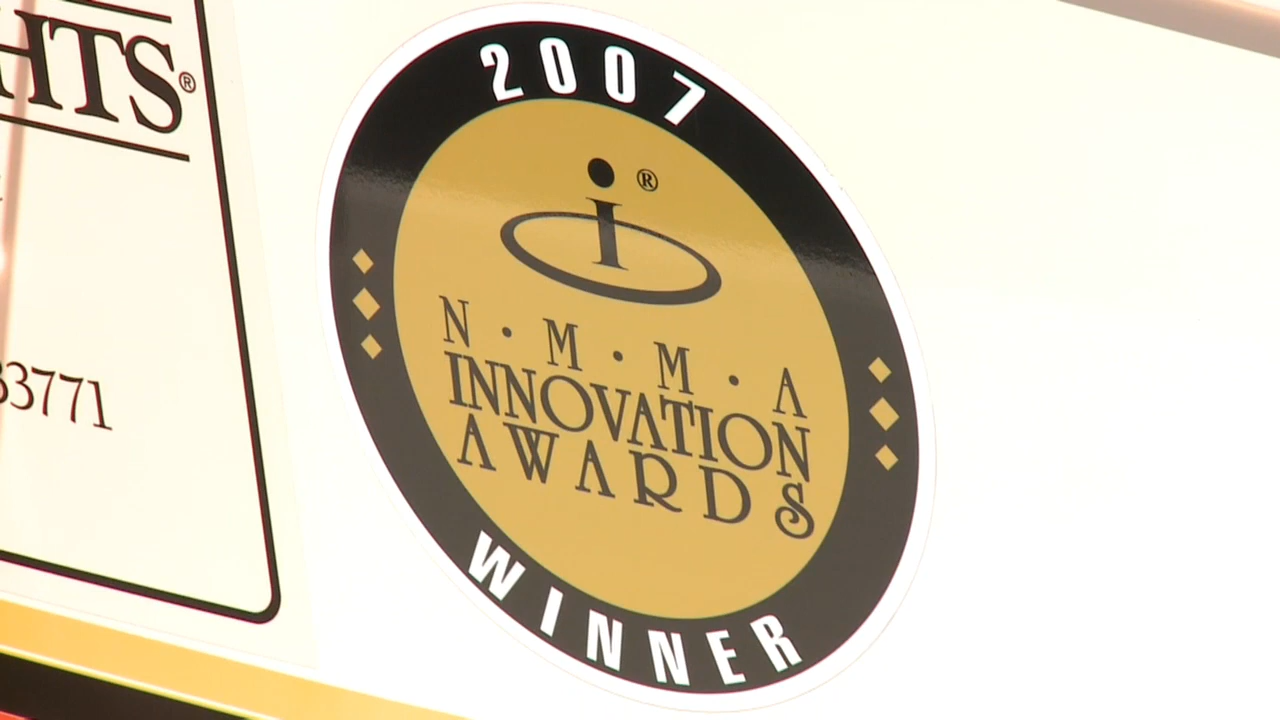 HTS®
33771
2007
i®
N·M·M·A
INNOVATION
AWARDS
WINNER